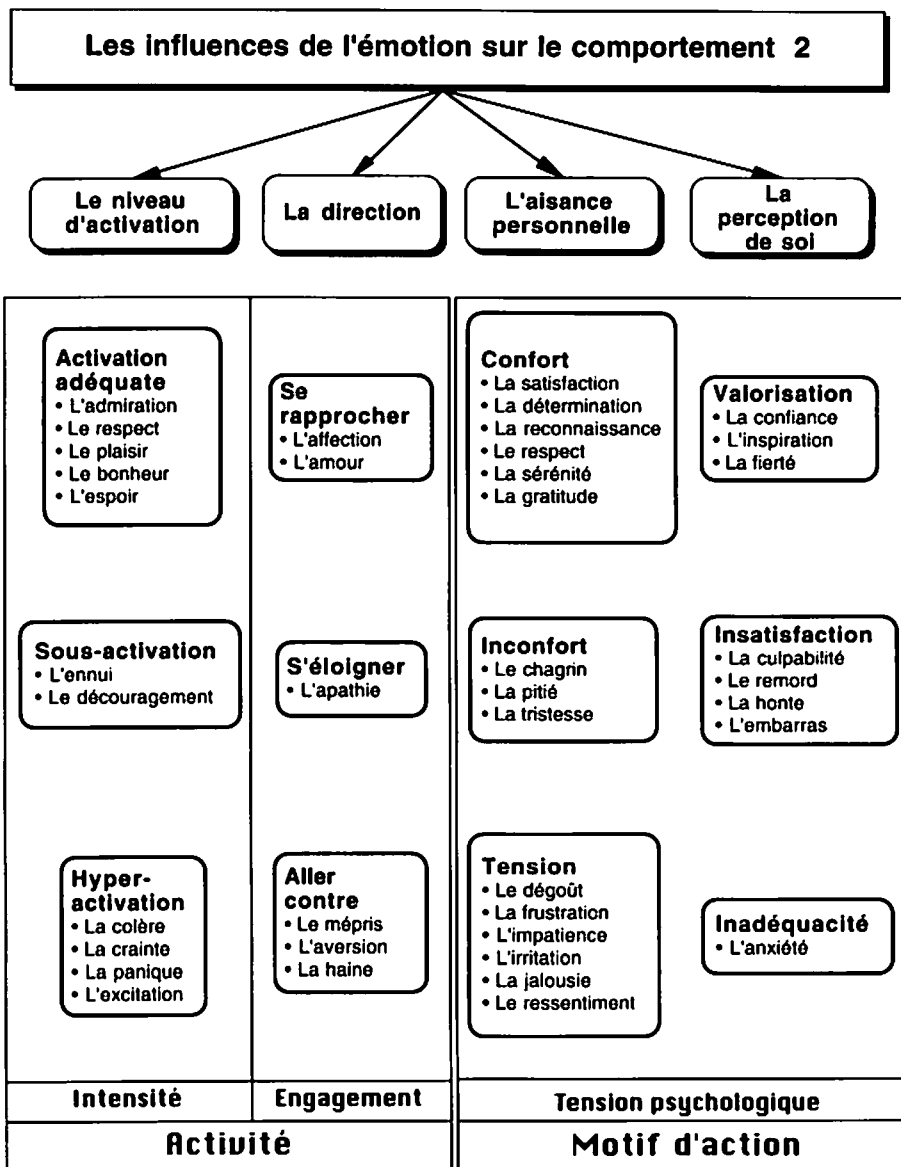 Les influences de l'émotion sur le comportement 2
Le niveau
d'activation
La direction
L'aisance
personnelle
La
perception
de soi
Activation
adéquate
• L'admiration
• Le respect
• Le plaisir
• Le bonheur
• L'espoir
Se
rapprocher
• L'affection
• L'amour
Confort
• La satisfaction
• La détermination
• La reconnaissance
• Le respect
• La sérénité
• La gratitude
Valorisation
• La confiance
• L'inspiration
• La fierté
Sous-activation
• L'ennui
• Le découragement
S'éloigner
• L'apathie
Inconfort
• Le chagrin
• La pitié
• La tristesse
Insatisfaction
• La culpabilité
• Le remord
• La honte
• L'embarras
Hyper-
activation
• La colère
• La crainte
• La panique
• L'excitation
Aller
contre
• Le mépris
• L'aversion
• La haine
Tension
• Le dégoût
• La frustration
• L'impatience
• L'irritation
• La jalousie
• Le ressentiment
Inadéquacité
• L'anxiété
Intensité
Engagement
Tension psychologique
Activité
Motif d'action